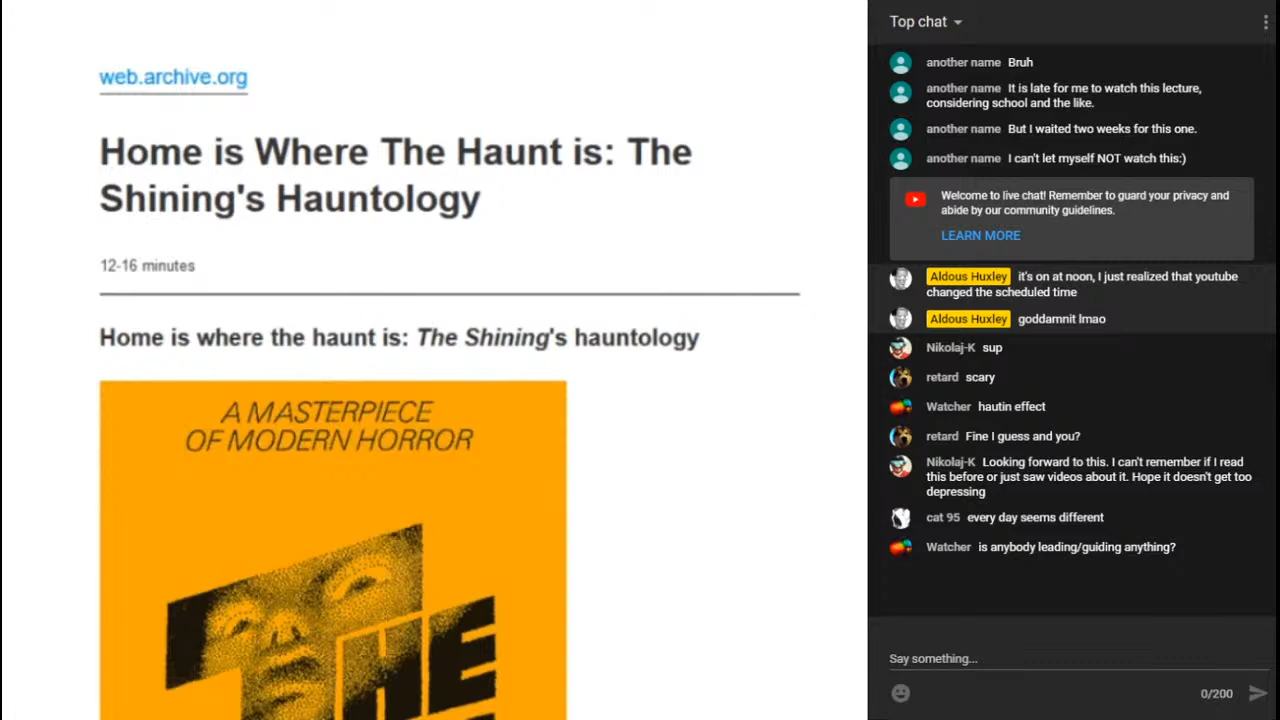 web.archive.org
Home is Where The Haunt is: The
Shining's Hauntology
12-16 minutes
Home is where the haunt is: The Shining's hauntology
A MASTERPIECE
OF MODERN HORROR
THE
Top chat
another name Bruh
another name It is late for me to watch this lecture,
considering school and the like.
another name But I waited two weeks for this one.
another name I can't let myself NOT watch this:)
Welcome to live chat! Remember to guard your privacy and
abide by our community guidelines.
LEARN MORE
Aldous Huxley it's on at noon, I just realized that youtube
changed the scheduled time
Aldous Huxley goddamnit lmao
Nikolaj-K sup
retard scary
Watcher hautin effect
retard Fine I guess and you?
Nikolaj-K Looking forward to this. I can't remember if I read
this before or just saw videos about it. Hope it doesn't get too
depressing
cat 95 every day seems different
Watcher is anybody leading/guiding anything?
Say something...
0/200